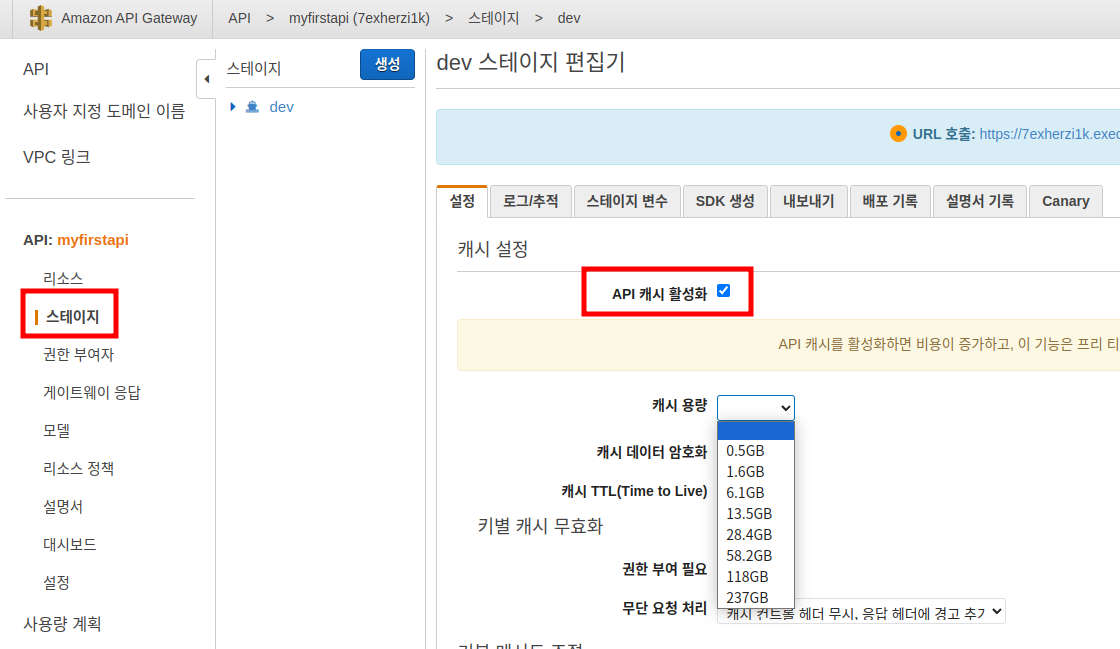 Amazon API Gateway
API > myfirstapi (7exherzi1k) > 스테이지 > dev
API
사용자 지정 도메인 이름
VPC 링크
API: myfirstapi
리소스
스테이지
권한 부여자
게이트웨이 응답
모델
리소스 정책
설명서
대시보드
설정
사용량 계획
스테이지
생성
dev
dev 스테이지 편집기
URL 호출: https://7exherzi1k.exec
설정 로그/추적 스테이지 변수 SDK 생성 내보내기 배포 기록 설명서 기록 Canary
캐시 설정
API 캐시 활성화
API 캐시를 활성화하면 비용이 증가하고, 이 기능은 프리 티
캐시 용량
0.5GB
1.6GB
6.1GB
13.5GB
28.4GB
58.2GB
118GB
237GB
캐시 데이터 암호화
캐시 TTL(Time to Live)
키별 캐시 무효화
권한 부여 필요
무단 요청 처리
캐시 컨트롤 헤더 무시, 응답 헤더에 경고 추가